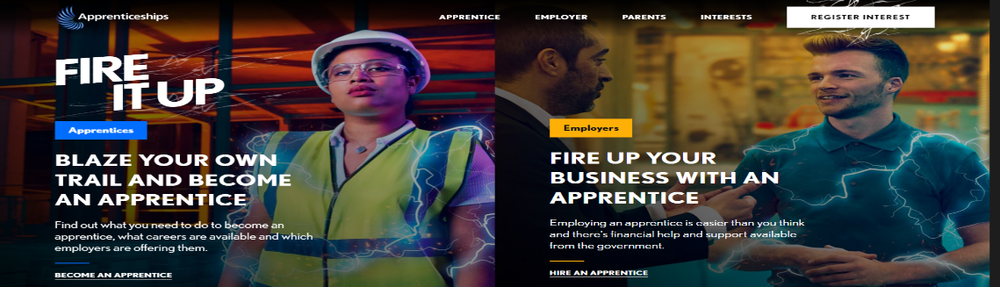 Apprenticeships
APPRENTICE
EMPLOYER
PARENTS
INTERESTS
REGISTER INTEREST
FIRE
IT UP
Apprentices
BLAZE YOUR OWN
TRAIL AND BECOME
AN APPRENTICE
Find out what you need to do to become an
apprentice, what careers are available and which
employers are offering them.
BECOME AN APPRENTICE
Employers
FIRE UP YOUR
BUSINESS WITH AN
APPRENTICE
Employing an apprentice is easier than you think
and there's financial help and support available
from the government.
HIRE AN APPRENTICE